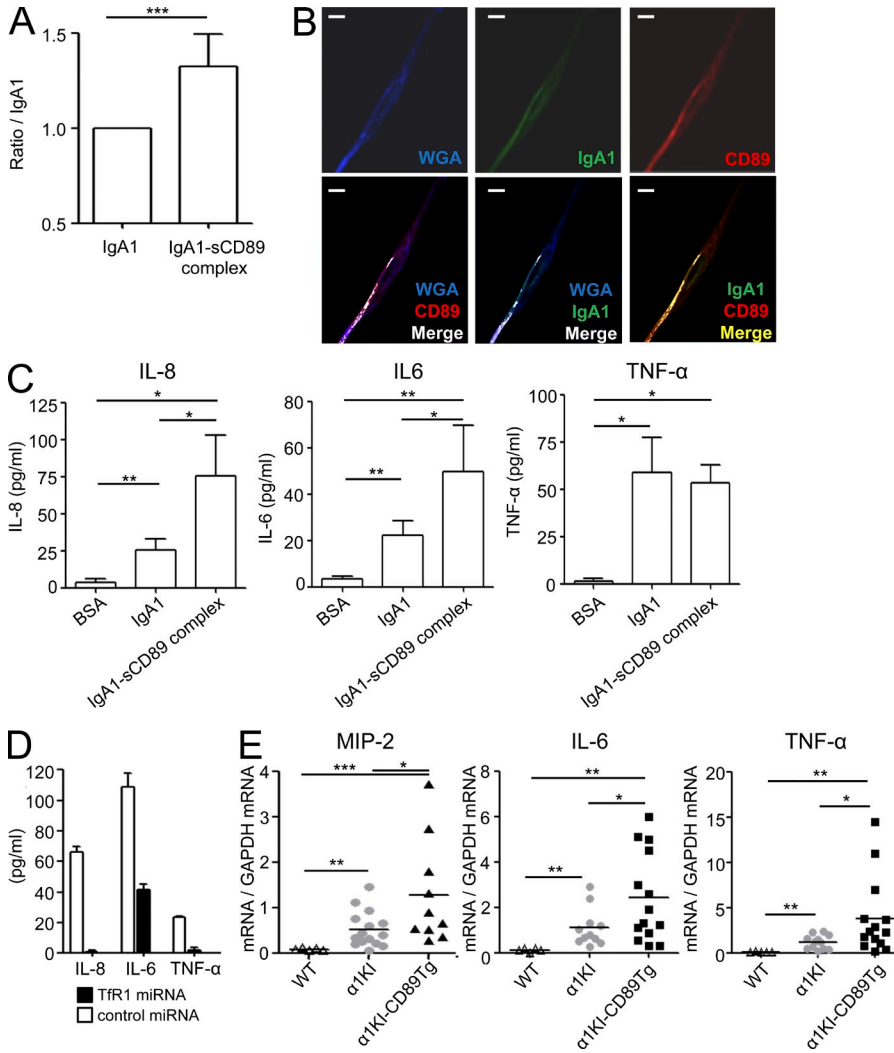 A
***
Ratio / IgA1
1.5
1.0
0.5
IgA1
IgA1-sCD89
complex
B
WGA
IgA1
CD89
WGA
CD89
Merge
WGA
IgA1
Merge
IgA1
CD89
Merge
C
IL-8
*
*
**
IL-8 (pg/ml)
125
100
75
50
25
0
BSA
IgA1
IgA1-sCD89 complex
IL6
**
*
**
IL-6 (pg/ml)
80
60
40
20
0
BSA
IgA1
IgA1-sCD89 complex
TNF-α
*
*
TNF-α (pg/ml)
100
75
50
25
0
BSA
IgA1
IgA1-sCD89 complex
D
(pg/ml)
120
100
80
60
40
20
0
IL-8 IL-6 TNF-α
TfR1 miRNA
control miRNA
E
MIP-2
*** *
**
mRNA / GAPDH mRNA
4
3
2
1
0
WT
α1KI
α1KI-CD89Tg
IL-6
**
*
**
mRNA / GAPDH mRNA
8
6
4
2
0
WT
α1KI
α1KI-CD89Tg
TNF-α
**
*
**
mRNA / GAPDH mRNA
20
15
10
5
0
WT
α1KI
α1KI-CD89Tg